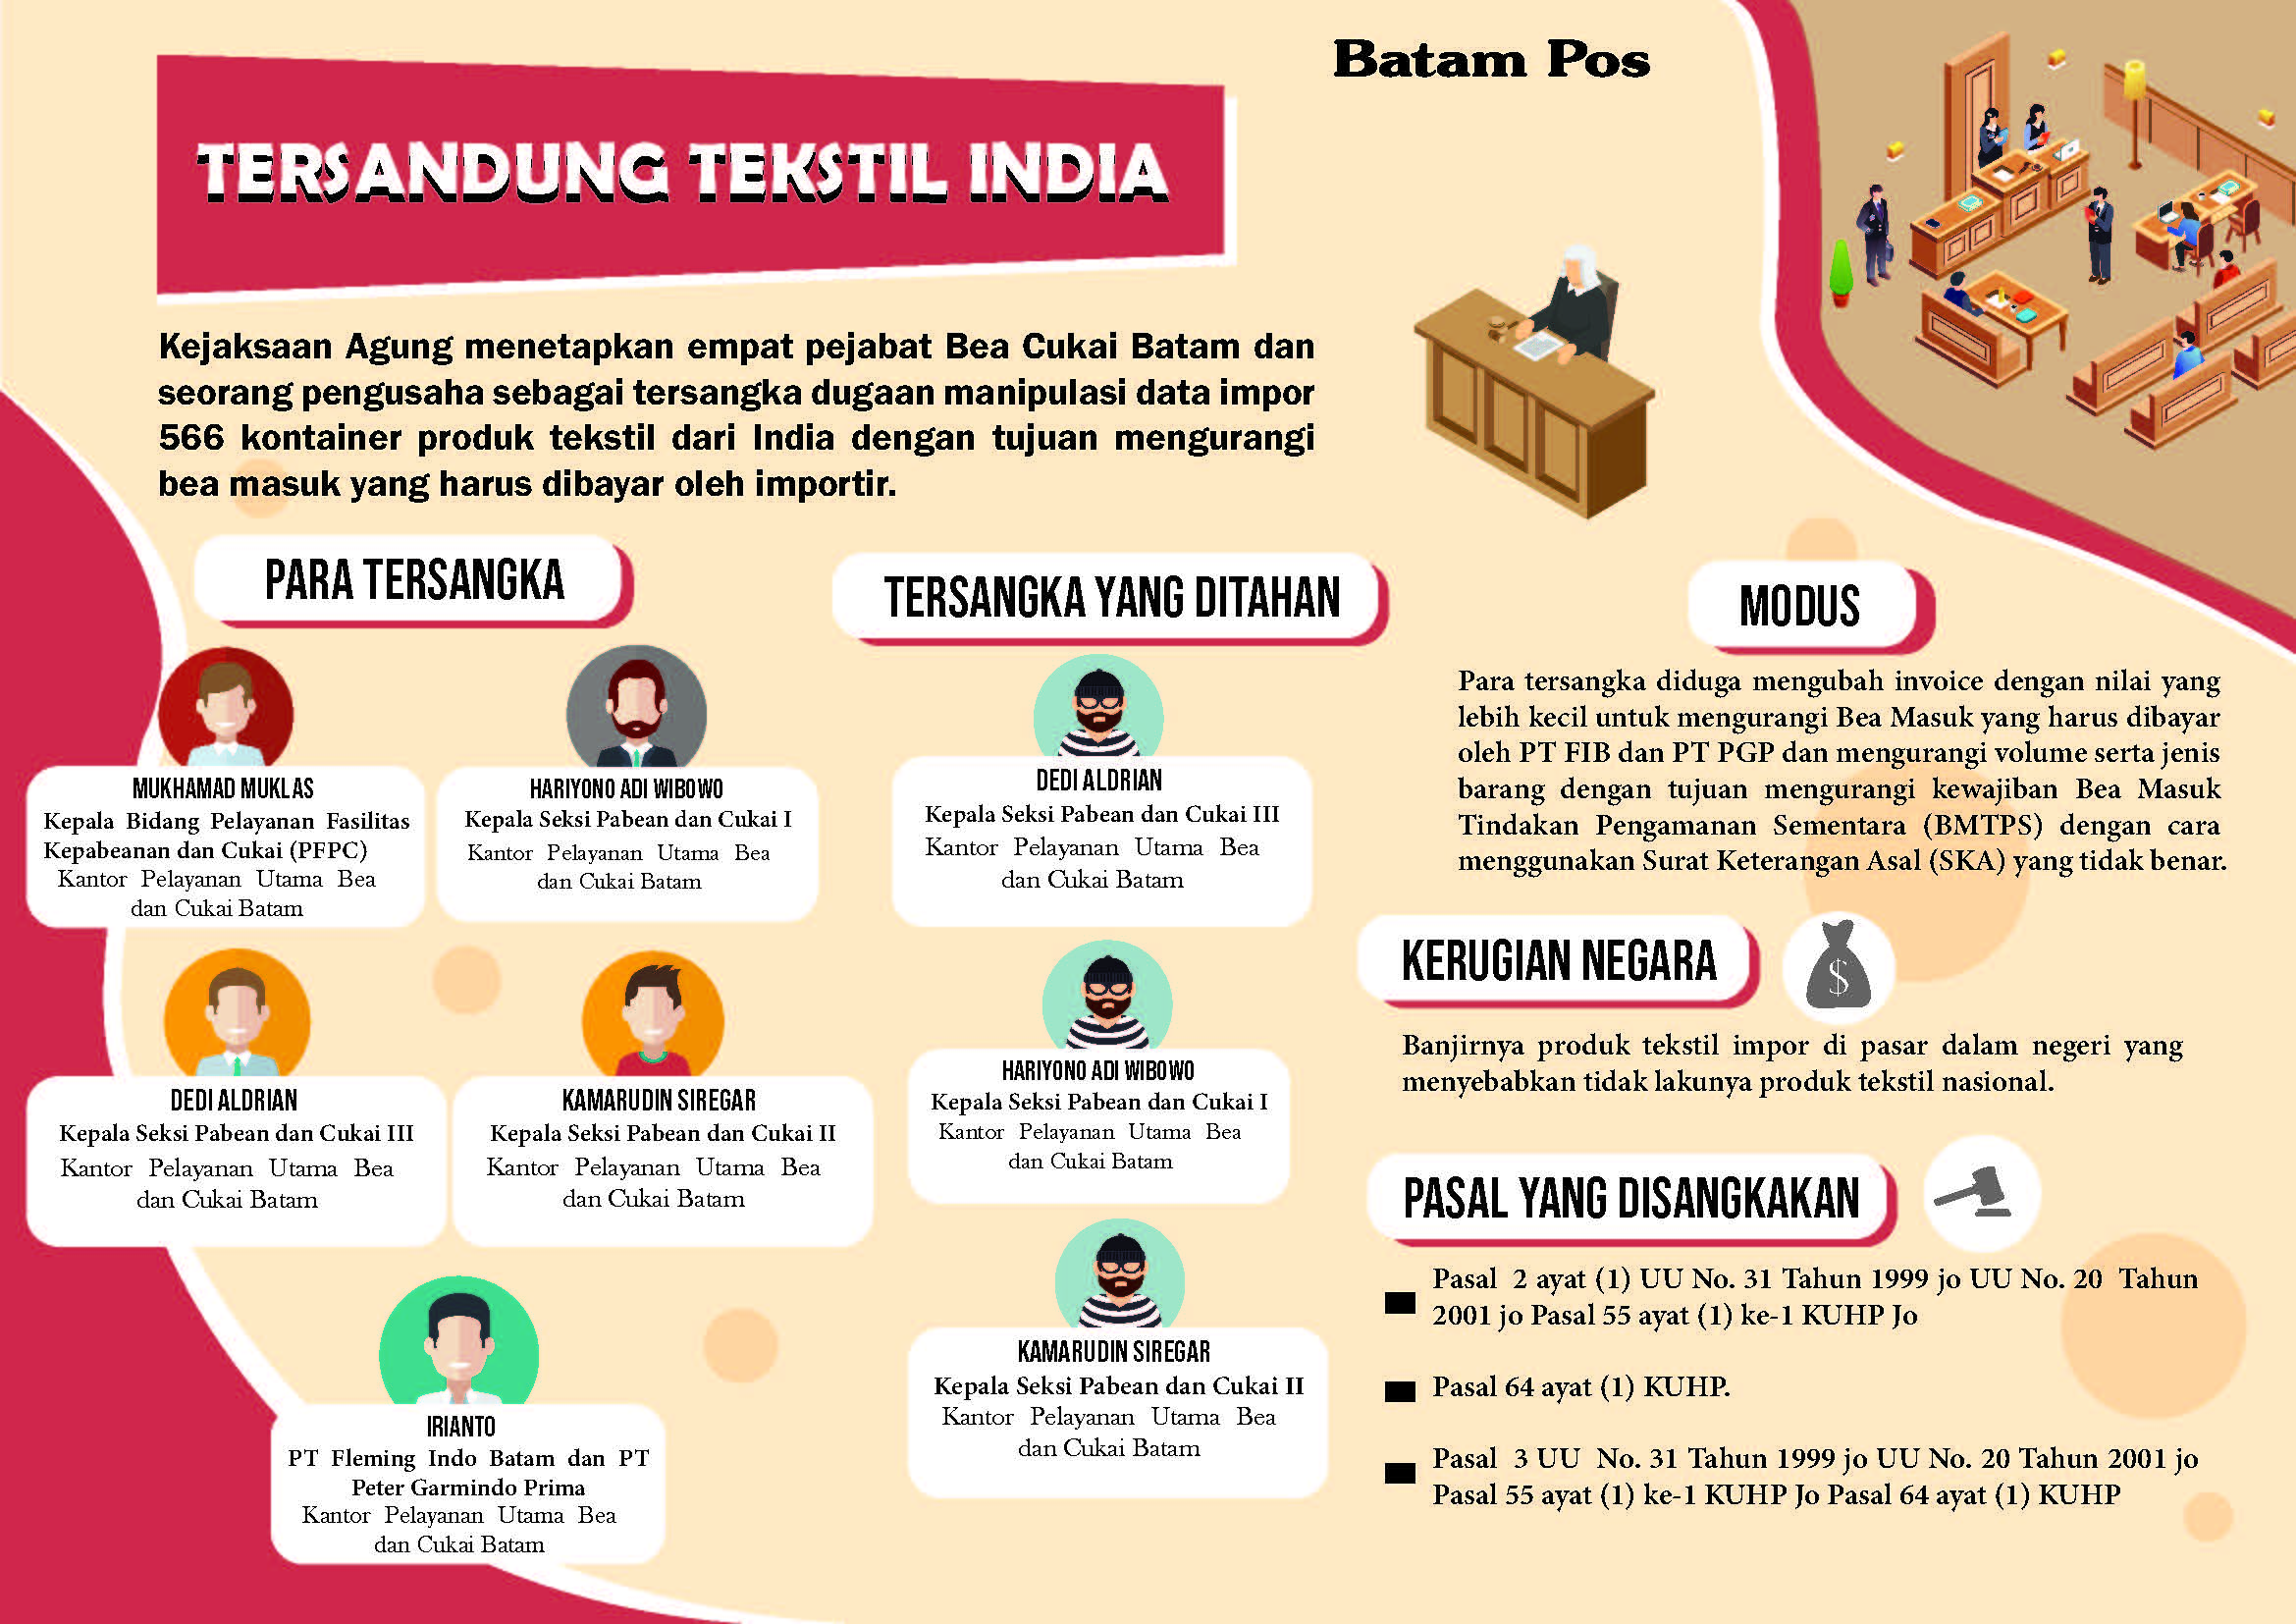 Batam Pos
TERSANDUNG TEKSTIL INDIA
Kejaksaan Agung menetapkan empat pejabat Bea Cukai Batam dan
seorang pengusaha sebagai tersangka dugaan manipulasi data impor
566 kontainer produk tekstil dari India dengan tujuan mengurangi
bea masuk yang harus dibayar oleh importir.
PARA TERSANGKA
MUKHAMAD MUKLAS
Kepala Bidang Pelayanan Fasilitas
Kepabeanan dan Cukai (PFPC)
Kantor Pelayanan Utama Bea
dan Cukai Batam
HARIYONO ADI WIBOWO
Kepala Seksi Pabean dan Cukai I
Kantor Pelayanan Utama Bea
dan Cukai Batam
DEDI ALDRIAN
Kepala Seksi Pabean dan Cukai III
Kantor Pelayanan Utama Bea
dan Cukai Batam
KAMARUDIN SIREGAR
Kepala Seksi Pabean dan Cukai II
Kantor Pelayanan Utama Bea
dan Cukai Batam
IRIANTO
PT Fleming Indo Batam dan PT
Peter Garmindo Prima
Kantor Pelayanan Utama Bea
dan Cukai Batam
TERSANGKA YANG DITAHAN
DEDI ALDRIAN
Kepala Seksi Pabean dan Cukai III
Kantor Pelayanan Utama Bea
dan Cukai Batam
HARIYONO ADI WIBOWO
Kepala Seksi Pabean dan Cukai I
Kantor Pelayanan Utama Bea
dan Cukai Batam
KAMARUDIN SIREGAR
Kepala Seksi Pabean dan Cukai II
Kantor Pelayanan Utama Bea
dan Cukai Batam
MODUS
Para tersangka diduga mengubah invoice dengan nilai yang
lebih kecil untuk mengurangi Bea Masuk yang harus dibayar
oleh PT FIB dan PT PGP dan mengurangi volume serta jenis
barang dengan tujuan mengurangi kewajiban Bea Masuk
Tindakan Pengamanan Sementara (BMTPS) dengan cara
menggunakan Surat Keterangan Asal (SKA) yang tidak benar.
KERUGIAN NEGARA
$
Banjirnya produk tekstil impor di pasar dalam negeri yang
menyebabkan tidak lakunya produk tekstil nasional.
PASAL YANG DISANGKAKAN
Pasal 2 ayat (1) UU No. 31 Tahun 1999 jo UU No. 20 Tahun
2001 jo Pasal 55 ayat (1) ke-1 KUHP Jo
Pasal 64 ayat (1) KUHP.
Pasal 3 UU No. 31 Tahun 1999 jo UU No. 20 Tahun 2001 jo
Pasal 55 ayat (1) ke-1 KUHP Jo Pasal 64 ayat (1) KUHP